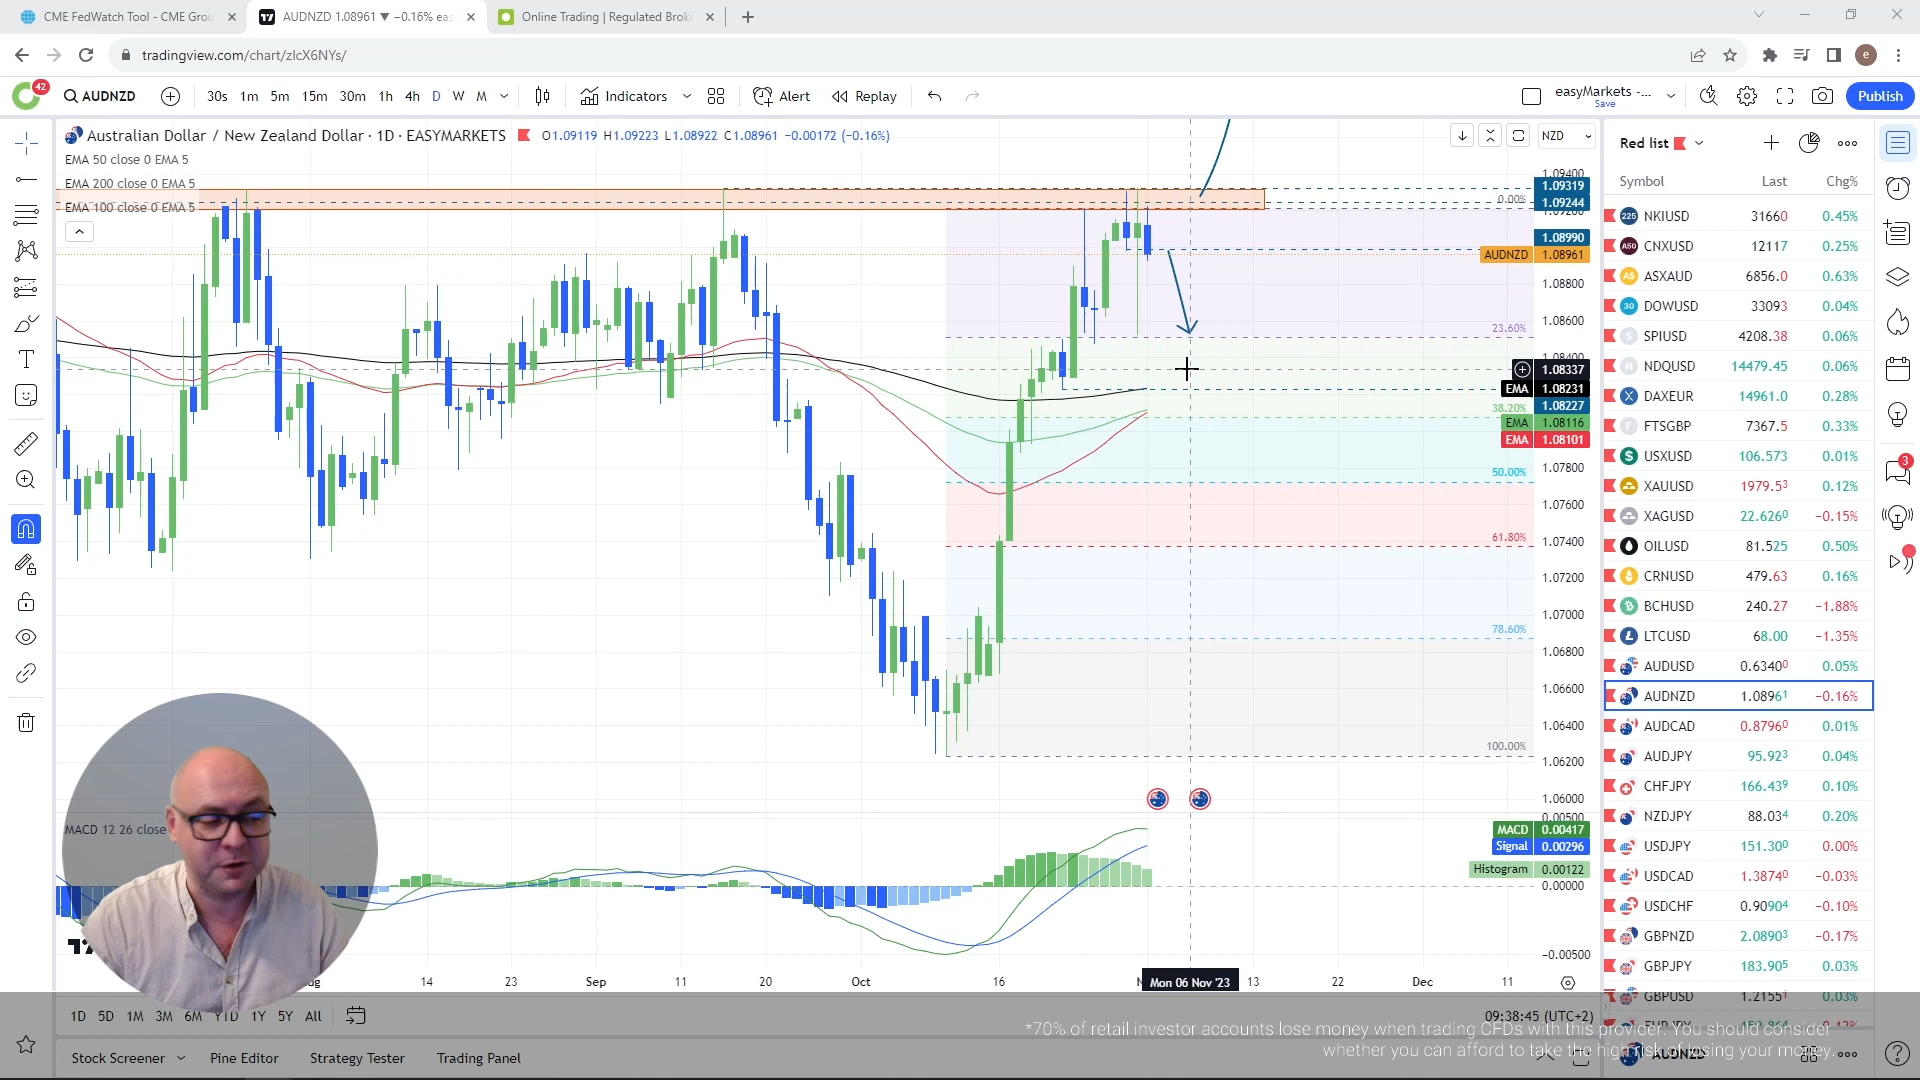 CME FedWatch Tool - CME Grou
AUDNZD 1.08961 ▼ −0.16% eas
Online Trading | Regulated Brok
tradingview.com/chart/zIcX6NYs/
e
42
AUDNZD
30s 1m 5m 15m 30m 1h 4h D W M
Indicators
Alert
Replay
easyMarkets -...
Save
Publish
Australian Dollar / New Zealand Dollar · 1D · EASYMARKETS
O1.09119 H1.09223 L1.08922 C1.08961 −0.00172 (−0.16%)
NZD
EMA 50 close 0 EMA 5
EMA 200 close 0 EMA 5
EMA 100 close 0 EMA 5
0.00%
23.60%
38.20%
50.00%
61.80%
78.60%
100.00%
1.09400
1.09319
1.09244
1.09200
1.08990
AUDNZD 1.08961
1.08800
1.08600
1.08400
1.08337
EMA 1.08231
1.08227
EMA 1.08116
EMA 1.08101
1.07800
1.07600
1.07400
1.07200
1.07000
1.06800
1.06600
1.06400
1.06200
1.06000
0.00500
MACD 12 26 close
MACD 0.00417
Signal 0.00296
Histogram 0.00122
0.00000
−0.00500
14 23 Sep 11 20 Oct 16 Mon 06 Nov '23 13 22 Dec 11
Red list
Symbol Last Chg%
NKIUSD 31660 0.45%
CNXUSD 12117 0.25%
ASXAUD 6856.0 0.63%
DOWUSD 33093 0.04%
SPIUSD 4208.38 0.06%
NDQUSD 14479.45 0.06%
DAXEUR 14961.0 0.28%
FTSGBP 7367.5 0.33%
USXUSD 106.573 0.01%
XAUUSD 1979.53 0.12%
XAGUSD 22.6260 −0.15%
OILUSD 81.525 0.50%
CRNUSD 479.63 0.16%
BCHUSD 240.27 −1.88%
LTCUSD 68.00 −1.35%
AUDUSD 0.63400 0.05%
AUDNZD 1.08961 −0.16%
AUDCAD 0.87960 0.01%
AUDJPY 95.923 0.04%
CHFJPY 166.439 0.10%
NZDJPY 88.034 0.20%
USDJPY 151.300 0.00%
USDCAD 1.38740 −0.03%
USDCHF 0.90904 −0.10%
GBPNZD 2.08903 −0.17%
GBPJPY 183.905 0.03%
GBPUSD 1.21551 0.03%
3
1D 5D 1M 3M 6M YTD 1Y 5Y All
09:38:45 (UTC+2)
Stock Screener Pine Editor Strategy Tester Trading Panel
*70% of retail investor accounts lose money when trading CFDs with this provider. You should consider
whether you can afford to take the high risk of losing your money.
AUDNZD